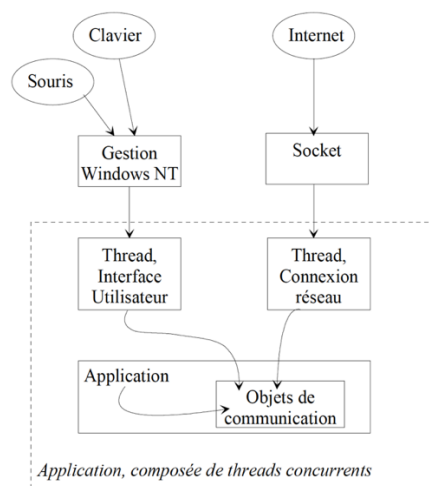 Clavier
Internet
Souris
Gestion
Windows NT
Socket
Thread,
Interface
Utilisateur
Thread,
Connexion
réseau
Application
Objets de
communication
Application, composée de threads concurrents